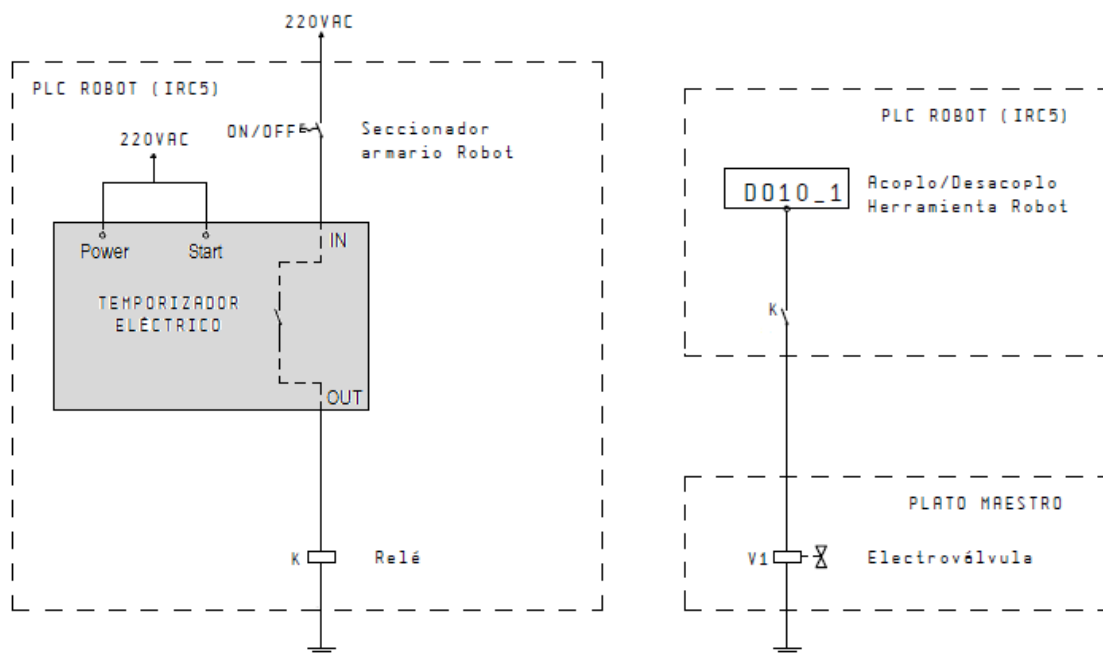 220VAC
PLC ROBOT (IRC5)
220VAC
ON/OFF
Seccionador
armario Robot
Power
Start
IN
TEMPORIZADOR
ELÉCTRICO
OUT
K
Relé
PLC ROBOT (IRC5)
DO10_1
Acoplo/Desacoplo
Herramienta Robot
K
PLATO MAESTRO
V1
Electroválvula